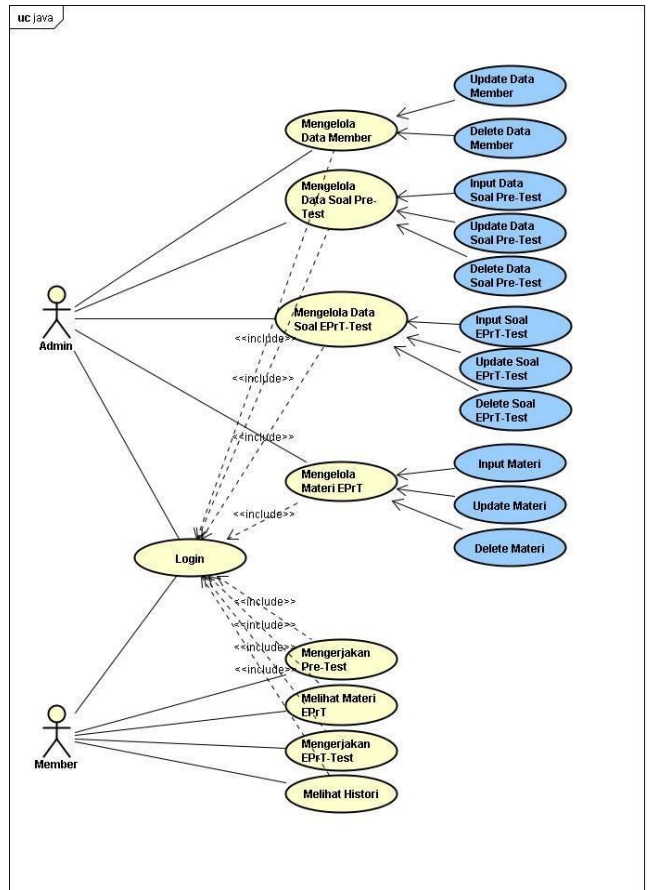 uc java
Update Data
Member
Mengelola
Data Member
Delete Data
Member
Mengelola
Data Soal Pre-
Test
Input Data
Soal Pre-Test
Update Data
Soal Pre-Test
Delete Data
Soal Pre-Test
Admin
Mengelola Data
Soal EPrT-Test
Input Soal
EPrT-Test
Update Soal
EPrT-Test
Delete Soal
EPrT-Test
<<include>>
<<include>>
<<include>>
Mengelola
Materi EPrT
Input Materi
Update Materi
Delete Materi
<<include>>
Login
<<include>>
<<include>>
<<include>>
<<include>>
Mengerjakan
Pre-Test
Melihat Materi
EPrT
Member
Mengerjakan
EPrT-Test
Melihat Histori